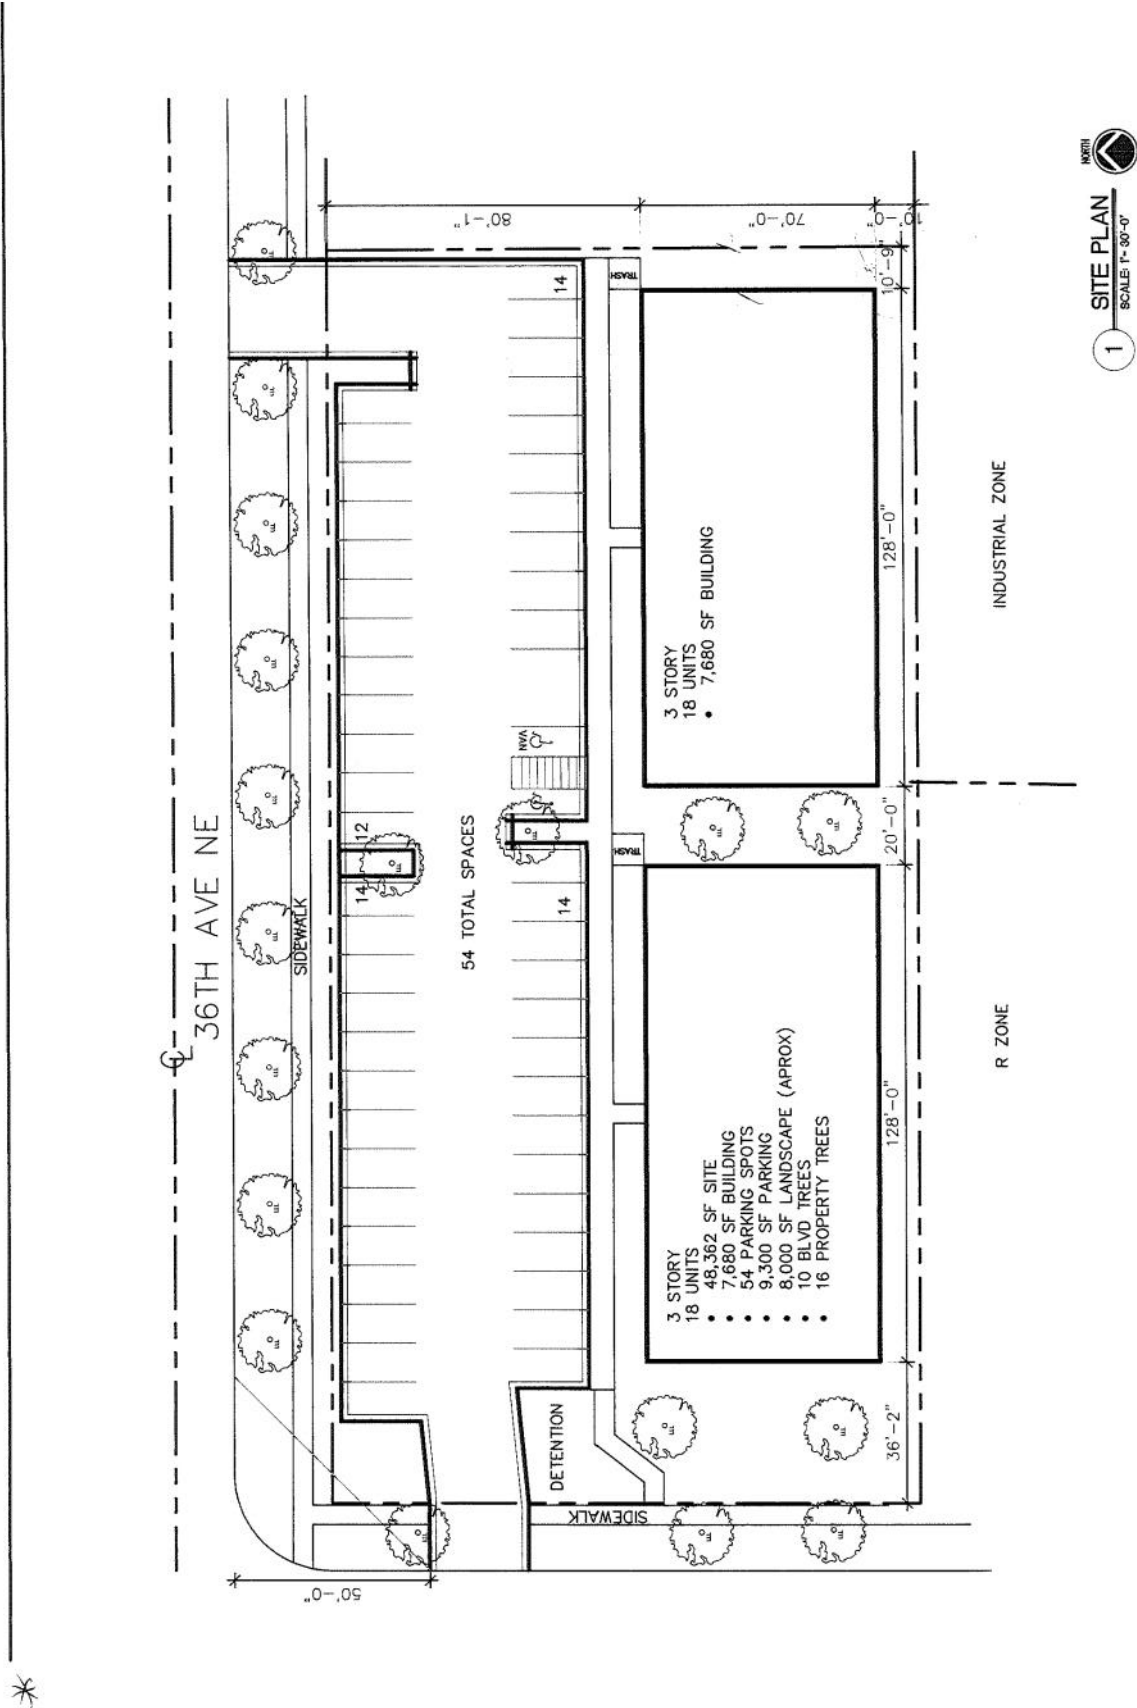 36TH AVE NE
SIDEWALK
14
12
54 TOTAL SPACES
14
14
VAN
TRASH
TRASH
DETENTION
SIDEWALK
50'-0"
80'-1"
70'-0"
10'-0"
3 STORY
18 UNITS
• 48,362 SF SITE
• 7,680 SF BUILDING
• 54 PARKING SPOTS
• 9,300 SF PARKING
• 8,000 SF LANDSCAPE (APROX)
• 10 BLVD TREES
• 16 PROPERTY TREES
3 STORY
18 UNITS
• 7,680 SF BUILDING
36'-2"
128'-0"
20'-0"
128'-0"
10'-9"
R ZONE
INDUSTRIAL ZONE
1
SITE PLAN
SCALE: 1"= 30'-0"
NORTH